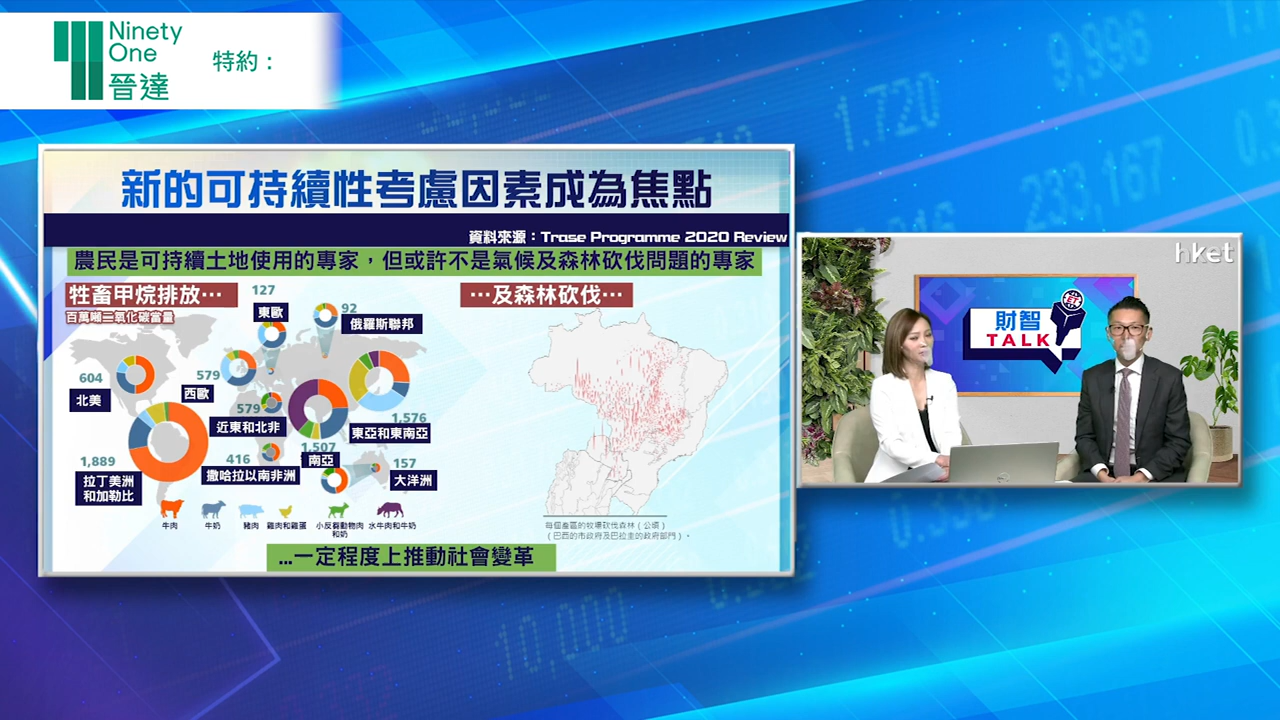 Ninety
One
晉達
特約：
新的可持續性考慮因素成為焦點
資料來源：Trase Programme 2020 Review
農民是可持續土地使用的專家，但或許不是氣候及森林砍伐問題的專家
牲畜甲烷排放…
百萬噸二氧化碳當量
…及森林砍伐…
127
東歐
92
俄羅斯聯邦
604
北美
579
西歐
579
近東和北非
1,576
東亞和東南亞
1,507
南亞
1,889
拉丁美洲
和加勒比
416
撒哈拉以南非洲
157
大洋洲
牛肉
牛奶
豬肉
雞肉和雞蛋
小反芻動物肉
和奶
水牛肉和牛奶
每個產區的牧場砍伐森林（公頃）
（巴西的市政府及巴拉圭的政府部門）。
...一定程度上推動社會變革
hket
財智
TALK
9,996
1.720
233,167
10,000